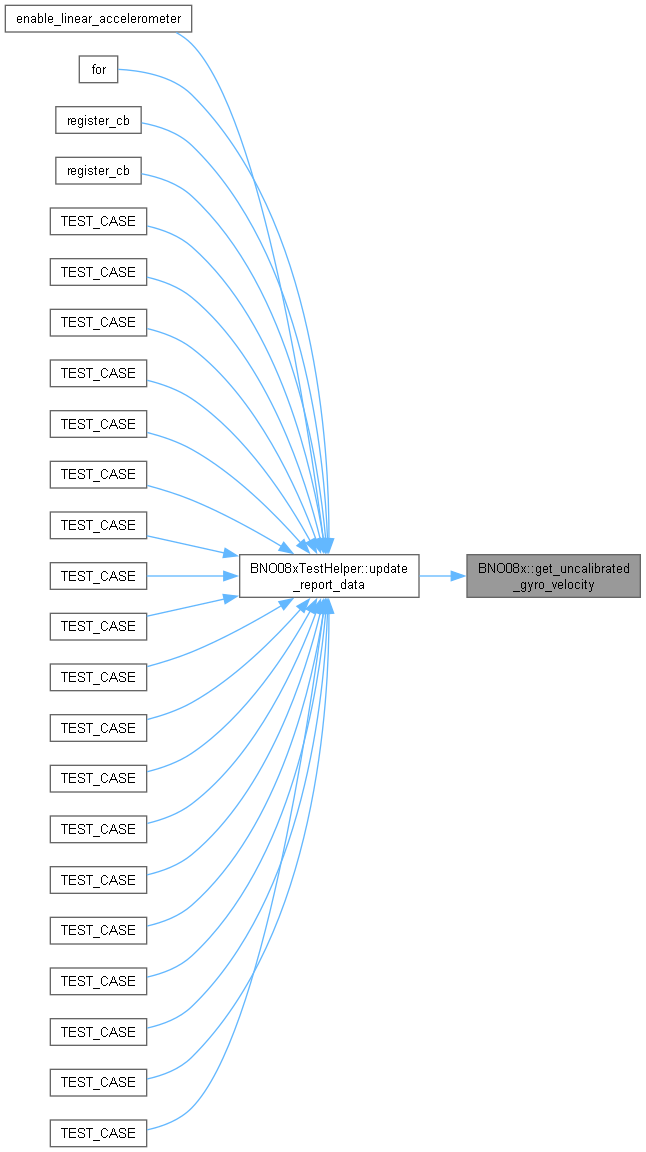 enable_linear_accelerometer
for
register_cb
register_cb
TEST_CASE
TEST_CASE
TEST_CASE
TEST_CASE
TEST_CASE
TEST_CASE
TEST_CASE
BNO08xTestHelper::update
_report_data
BNO08x::get_uncalibrated
_gyro_velocity
TEST_CASE
TEST_CASE
TEST_CASE
TEST_CASE
TEST_CASE
TEST_CASE
TEST_CASE
TEST_CASE
TEST_CASE
TEST_CASE
TEST_CASE
TEST_CASE